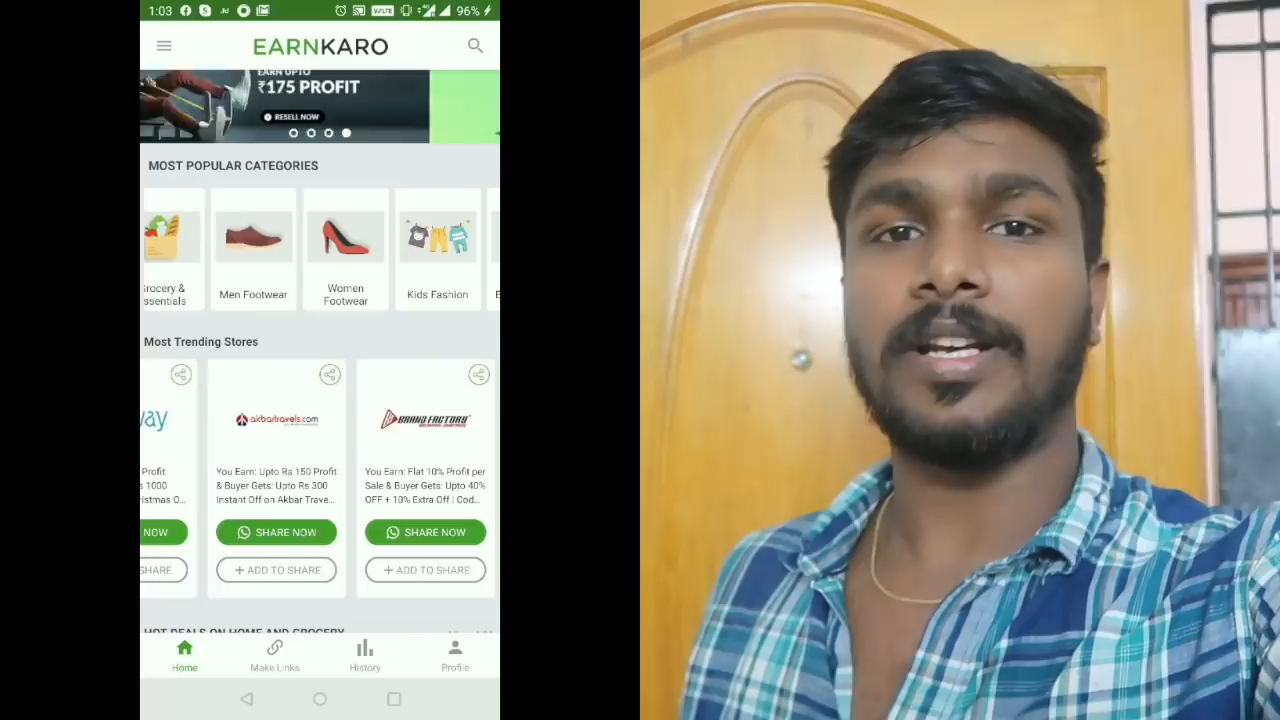 1:03
VoLTE
4G
96%
EARNKARO
EARN UPTO
₹175 PROFIT
RESELL NOW
MOST POPULAR CATEGORIES
Grocery &
Essentials
Men Footwear
Women
Footwear
Kids Fashion
Most Trending Stores
way
akbartravels.com
BRAND FACTORY
Profit
s 1000
ristmas O...
You Earn: Upto Rs 150 Profit
& Buyer Gets: Upto Rs 300
Instant Off on Akbar Trave...
You Earn: Flat 10% Profit per
Sale & Buyer Gets: Upto 40%
OFF + 10% Extra Off | Cod...
NOW
SHARE NOW
SHARE NOW
SHARE
+ ADD TO SHARE
+ ADD TO SHARE
HOT DEALS ON HOME AND GROCERY
Home
Make Links
History
Profile